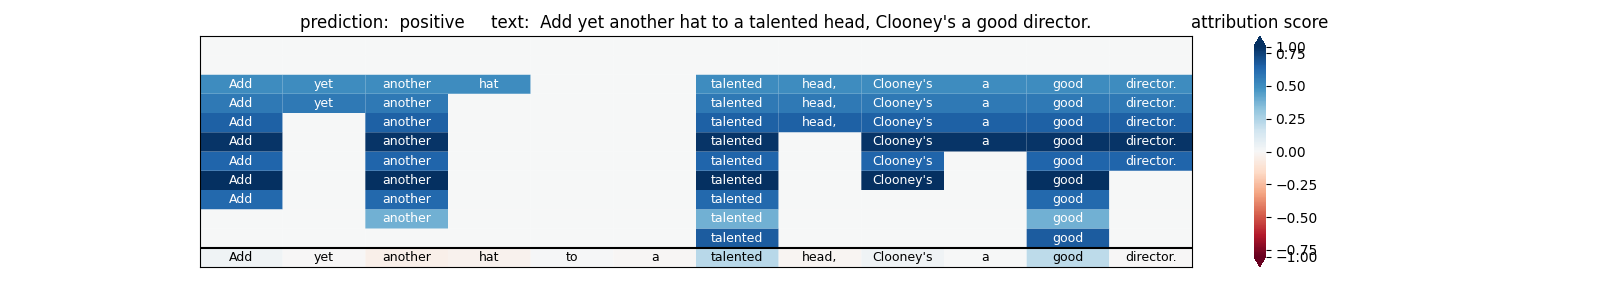 prediction:  positive     text:  Add yet another hat to a talented head, Clooney's a good director.
attribution score
Add yet another hat talented head, Clooney's a good director.
Add yet another talented head, Clooney's a good director.
Add another talented head, Clooney's a good director.
Add another talented Clooney's a good director.
Add another talented Clooney's good director.
Add another talented Clooney's good
Add another talented good
another talented good
talented good
Add yet another hat to a talented head, Clooney's a good director.
1.00
0.75
0.50
0.25
0.00
−0.25
−0.50
−0.75
−1.00